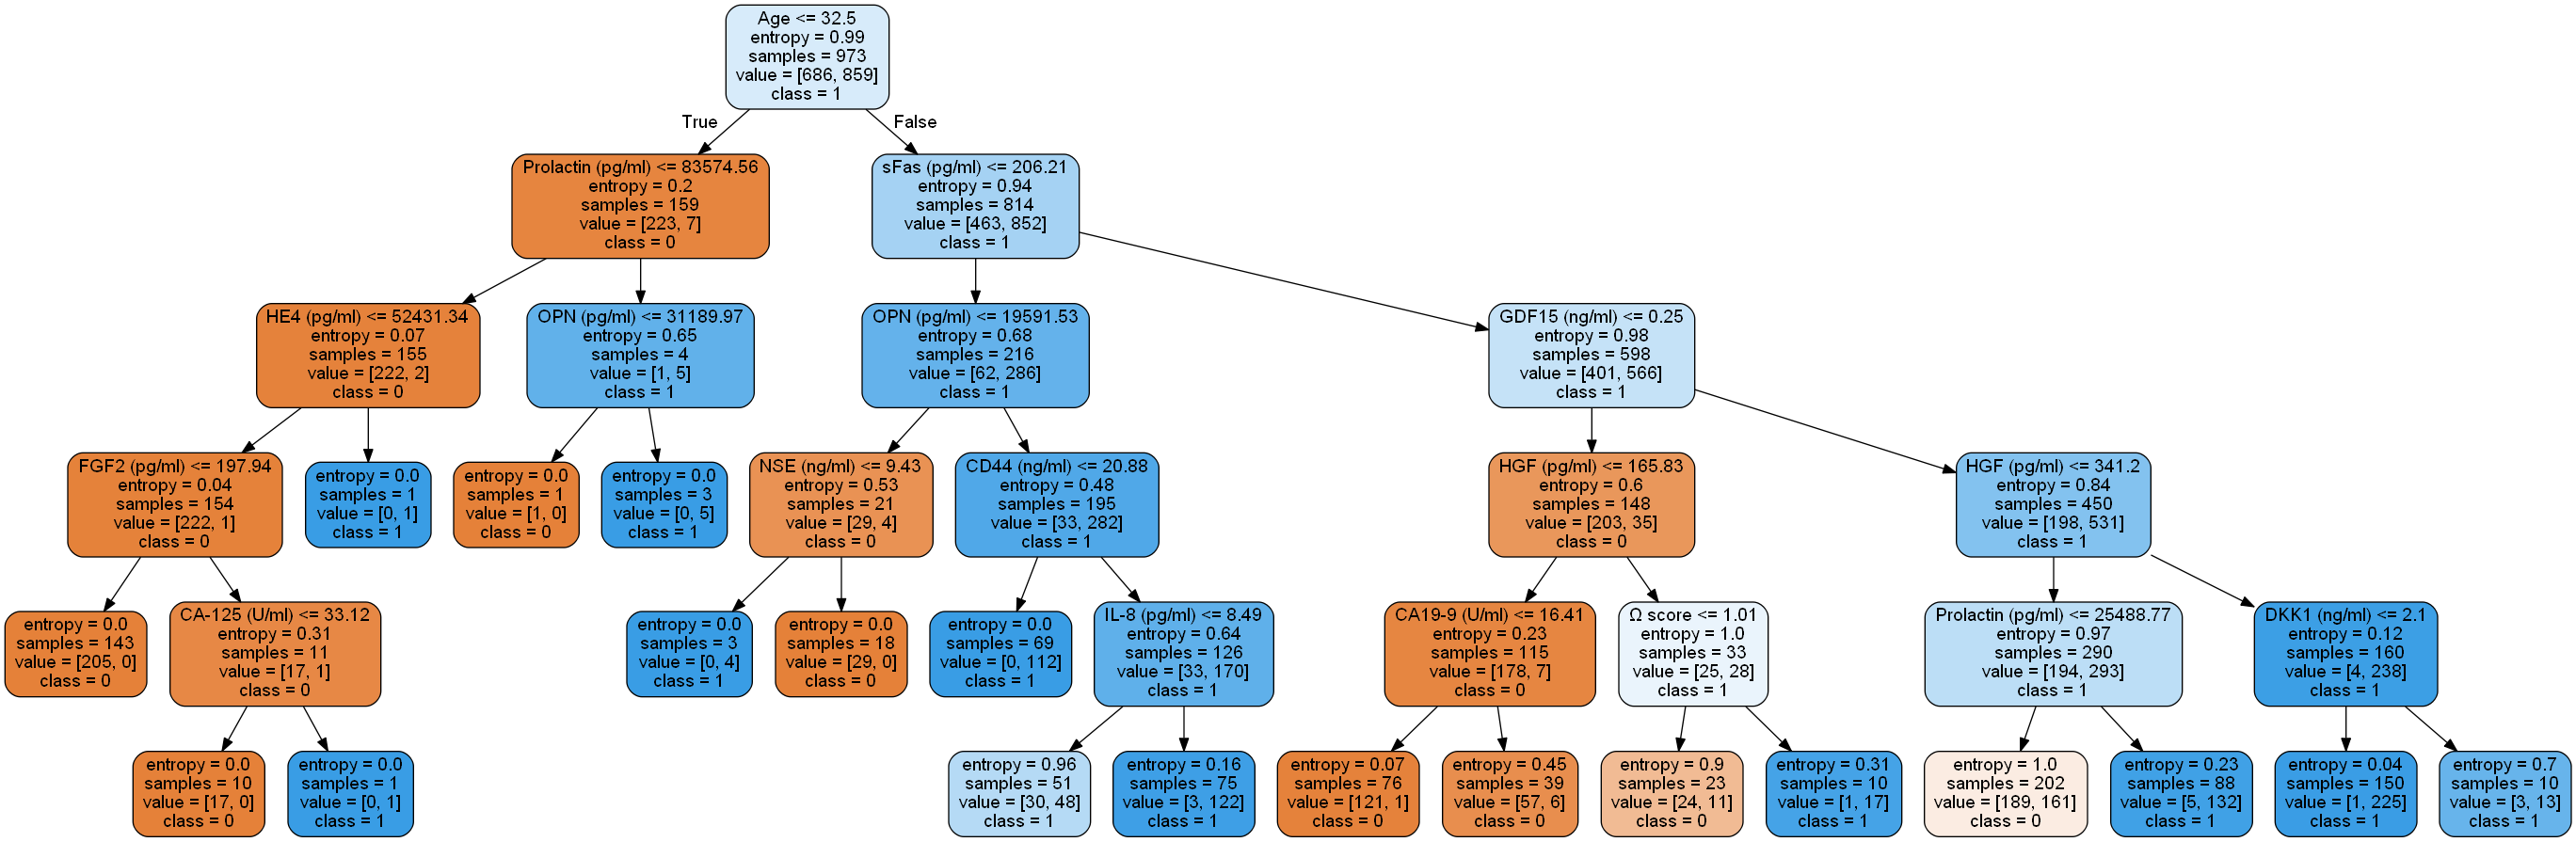 Age <= 32.5
entropy = 0.99
samples = 973
value = [686, 859]
class = 1
True
False
Prolactin (pg/ml) <= 83574.56
entropy = 0.2
samples = 159
value = [223, 7]
class = 0
sFas (pg/ml) <= 206.21
entropy = 0.94
samples = 814
value = [463, 852]
class = 1
HE4 (pg/ml) <= 52431.34
entropy = 0.07
samples = 155
value = [222, 2]
class = 0
OPN (pg/ml) <= 31189.97
entropy = 0.65
samples = 4
value = [1, 5]
class = 1
OPN (pg/ml) <= 19591.53
entropy = 0.68
samples = 216
value = [62, 286]
class = 1
GDF15 (ng/ml) <= 0.25
entropy = 0.98
samples = 598
value = [401, 566]
class = 1
FGF2 (pg/ml) <= 197.94
entropy = 0.04
samples = 154
value = [222, 1]
class = 0
entropy = 0.0
samples = 1
value = [0, 1]
class = 1
entropy = 0.0
samples = 1
value = [1, 0]
class = 0
entropy = 0.0
samples = 3
value = [0, 5]
class = 1
NSE (ng/ml) <= 9.43
entropy = 0.53
samples = 21
value = [29, 4]
class = 0
CD44 (ng/ml) <= 20.88
entropy = 0.48
samples = 195
value = [33, 282]
class = 1
HGF (pg/ml) <= 165.83
entropy = 0.6
samples = 148
value = [203, 35]
class = 0
HGF (pg/ml) <= 341.2
entropy = 0.84
samples = 450
value = [198, 531]
class = 1
entropy = 0.0
samples = 143
value = [205, 0]
class = 0
CA-125 (U/ml) <= 33.12
entropy = 0.31
samples = 11
value = [17, 1]
class = 0
entropy = 0.0
samples = 3
value = [0, 4]
class = 1
entropy = 0.0
samples = 18
value = [29, 0]
class = 0
entropy = 0.0
samples = 69
value = [0, 112]
class = 1
IL-8 (pg/ml) <= 8.49
entropy = 0.64
samples = 126
value = [33, 170]
class = 1
CA19-9 (U/ml) <= 16.41
entropy = 0.23
samples = 115
value = [178, 7]
class = 0
Ω score <= 1.01
entropy = 1.0
samples = 33
value = [25, 28]
class = 1
Prolactin (pg/ml) <= 25488.77
entropy = 0.97
samples = 290
value = [194, 293]
class = 1
DKK1 (ng/ml) <= 2.1
entropy = 0.12
samples = 160
value = [4, 238]
class = 1
entropy = 0.0
samples = 10
value = [17, 0]
class = 0
entropy = 0.0
samples = 1
value = [0, 1]
class = 1
entropy = 0.96
samples = 51
value = [30, 48]
class = 1
entropy = 0.16
samples = 75
value = [3, 122]
class = 1
entropy = 0.07
samples = 76
value = [121, 1]
class = 0
entropy = 0.45
samples = 39
value = [57, 6]
class = 0
entropy = 0.9
samples = 23
value = [24, 11]
class = 0
entropy = 0.31
samples = 10
value = [1, 17]
class = 1
entropy = 1.0
samples = 202
value = [189, 161]
class = 0
entropy = 0.23
samples = 88
value = [5, 132]
class = 1
entropy = 0.04
samples = 150
value = [1, 225]
class = 1
entropy = 0.7
samples = 10
value = [3, 13]
class = 1